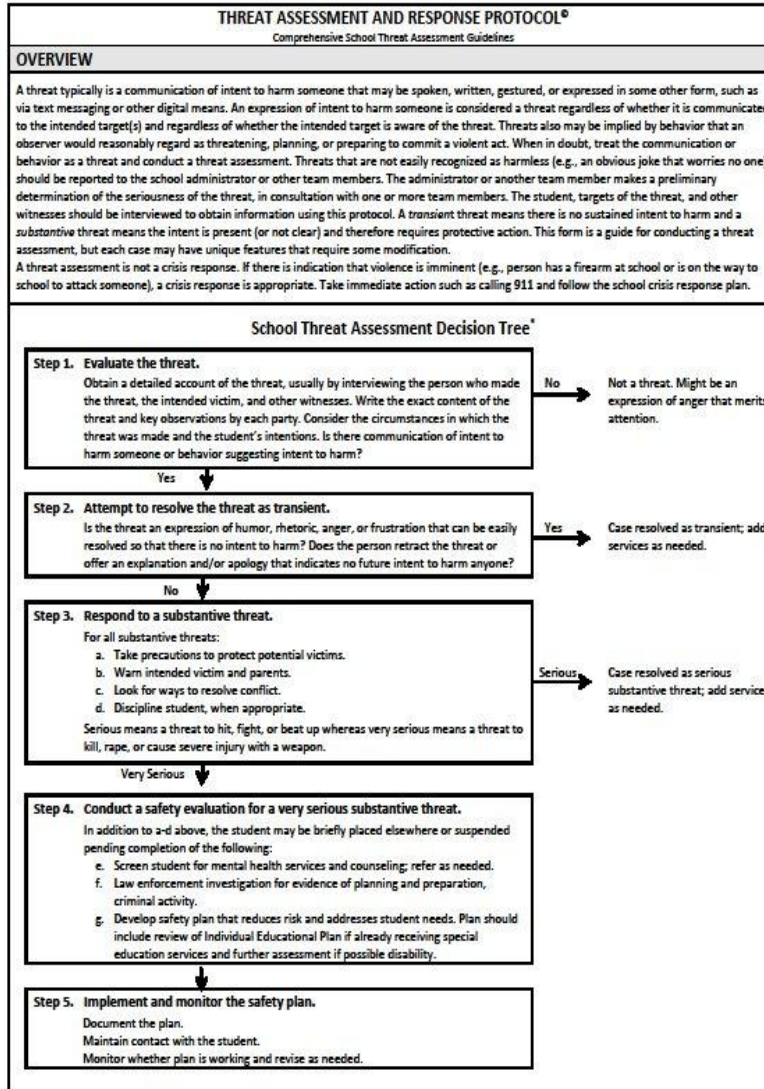 THREAT ASSESSMENT AND RESPONSE PROTOCOL©
Comprehensive School Threat Assessment Guidelines
OVERVIEW
A threat typically is a communication of intent to harm someone that may be spoken, written, gestured, or expressed in some other form, such as
via text messaging or other digital means. An expression of intent to harm someone is considered a threat regardless of whether it is communicate
to the intended target(s) and regardless of whether the intended target is aware of the threat. Threats also may be implied by behavior that an
observer would reasonably regard as threatening, planning, or preparing to commit a violent act. When in doubt, treat the communication or
behavior as a threat and conduct a threat assessment. Threats that are not easily recognized as harmless (e.g., an obvious joke that worries no one
should be reported to the school administrator or other team members. The administrator or another team member makes a preliminary
determination of the seriousness of the threat, in consultation with one or more team members. The student, targets of the threat, and other
witnesses should be interviewed to obtain information using this protocol. A transient threat means there is no sustained intent to harm and a
substantive threat means the intent is present (or not clear) and therefore requires protective action. This form is a guide for conducting a threat
assessment, but each case may have unique features that require some modification.
A threat assessment is not a crisis response. If there is indication that violence is imminent (e.g., person has a firearm at school or is on the way to
school to attack someone), a crisis response is appropriate. Take immediate action such as calling 911 and follow the school crisis response plan.
School Threat Assessment Decision Tree*
Step 1. Evaluate the threat.
Obtain a detailed account of the threat, usually by interviewing the person who made
the threat, the intended victim, and other witnesses. Write the exact content of the
threat and key observations by each party. Consider the circumstances in which the
threat was made and the student's intentions. Is there communication of intent to
harm someone or behavior suggesting intent to harm?
No
Not a threat. Might be an
expression of anger that merits
attention.
Yes
Step 2. Attempt to resolve the threat as transient.
Is the threat an expression of humor, rhetoric, anger, or frustration that can be easily
resolved so that there is no intent to harm? Does the person retract the threat or
offer an explanation and/or apology that indicates no future intent to harm anyone?
Yes
Case resolved as transient; add
services as needed.
No
Step 3. Respond to a substantive threat.
For all substantive threats:
a. Take precautions to protect potential victims.
b. Warn intended victim and parents.
c. Look for ways to resolve conflict.
d. Discipline student, when appropriate.
Serious means a threat to hit, fight, or beat up whereas very serious means a threat to
kill, rape, or cause severe injury with a weapon.
Serious
Case resolved as serious
substantive threat; add service
as needed.
Very Serious
Step 4. Conduct a safety evaluation for a very serious substantive threat.
In addition to a-d above, the student may be briefly placed elsewhere or suspended
pending completion of the following:
e. Screen student for mental health services and counseling; refer as needed.
f. Law enforcement investigation for evidence of planning and preparation,
criminal activity.
g. Develop safety plan that reduces risk and addresses student needs. Plan should
include review of Individual Educational Plan if already receiving special
education services and further assessment if possible disability.
Step 5. Implement and monitor the safety plan.
Document the plan.
Maintain contact with the student.
Monitor whether plan is working and revise as needed.